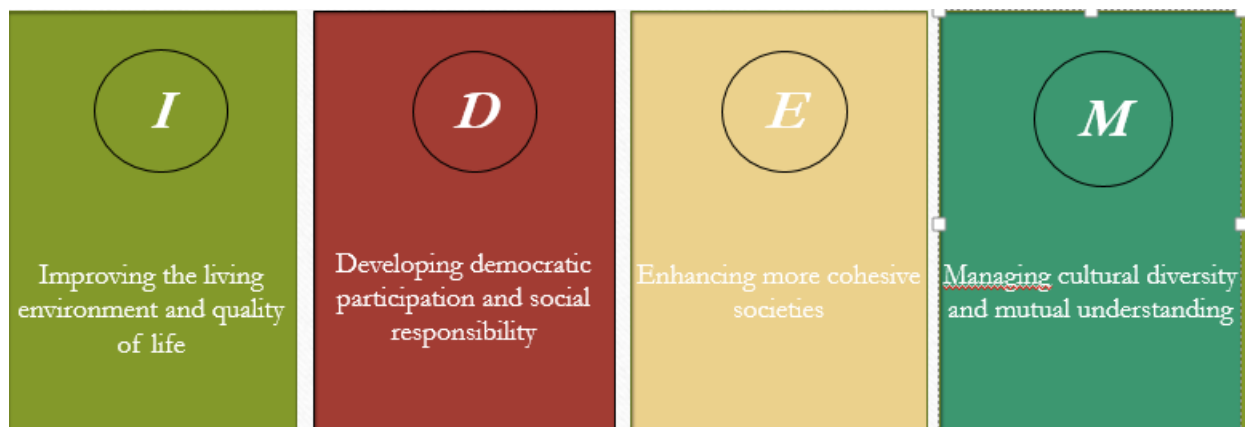 I
Improving the living
environment and quality
of life
D
Developing democratic
participation and social
responsibility
E
Enhancing more cohesive
societies
M
Managing cultural diversity
and mutual understanding